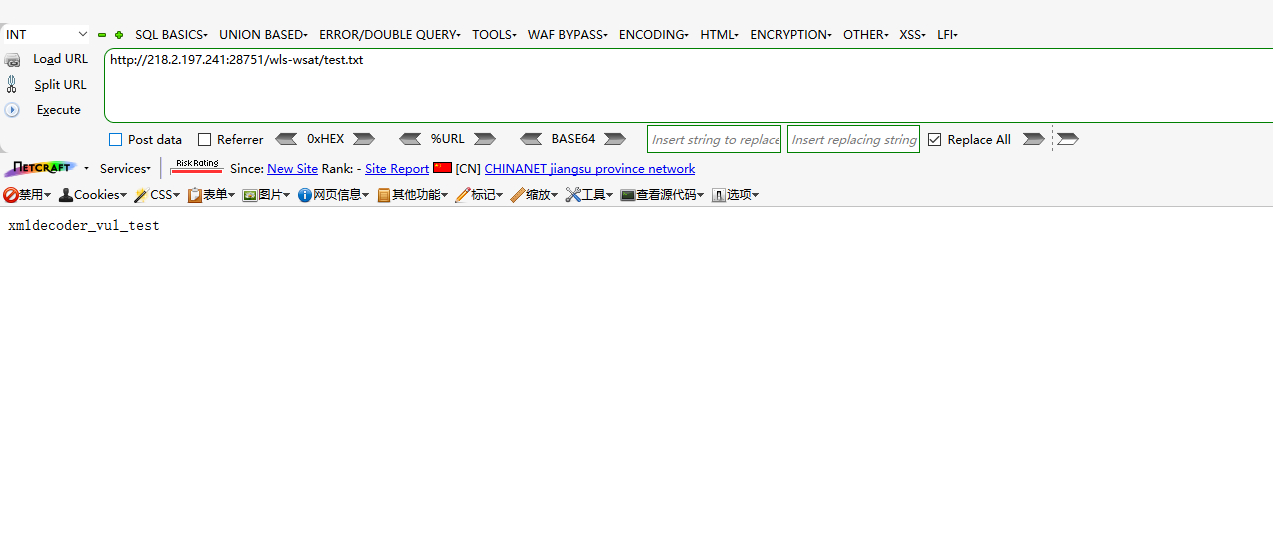 INT SQL BASICS UNION BASED ERROR/DOUBLE QUERY TOOLS WAF BYPASS ENCODING HTML ENCRYPTION OTHER XSS LFI
Load URL http://218.2.197.241:28751/wls-wsat/test.txt
Split URL
Execute
Post data Referrer 0xHEX %URL BASE64 Insert string to replace Insert replacing string Replace All
NETCRAFT Services Risk Rating Since: New Site Rank: - Site Report [CN] CHINANET jiangsu province network
禁用 Cookies CSS 表单 图片 网页信息 其他功能 标记 缩放 工具 查看源代码 选项
xmldecoder_vul_test